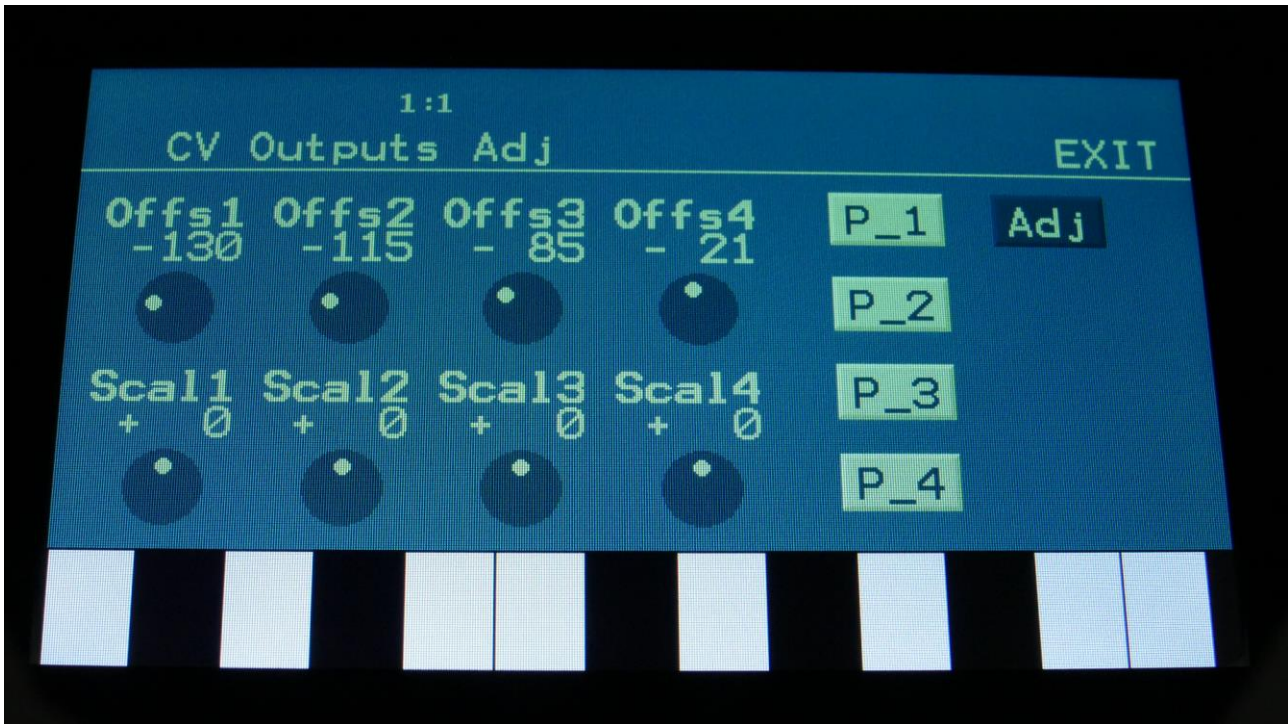 1:1
CV Outputs Adj EXIT
Offs1 Offs2 Offs3 Offs4 P_1 Adj
-130 -115 - 85 - 21
P_2
Scal1 Scal2 Scal3 Scal4 P_3
+ 0 + 0 + 0 + 0
P_4